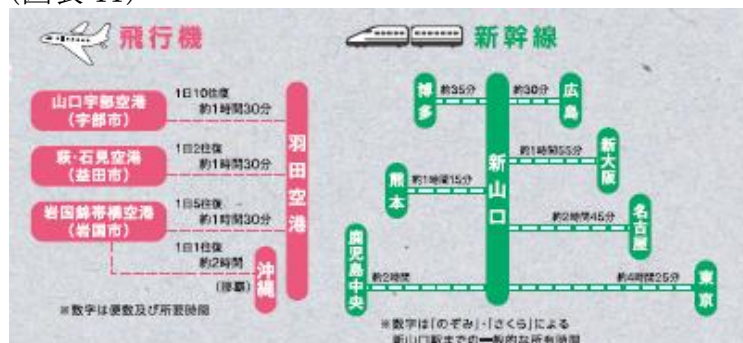 (図表 11)
飛行機
山口宇部空港
(宇部市)
1日10往復
約1時間30分
萩・石見空港
(益田市)
1日2往復
約1時間30分
岩国錦帯橋空港
(岩国市)
1日5往復
約1時間30分
1日1往復
約2時間
(那覇)
沖縄
羽田空港
※数字は便数及び所要時間
新幹線
博多
約35分
約30分
広島
新山口
約1時間55分
新大阪
熊本
約1時間15分
約2時間45分
名古屋
鹿児島中央
約2時間
約4時間25分
東京
※数字は「のぞみ」・「さくら」による
新山口駅までの一般的な所有時間